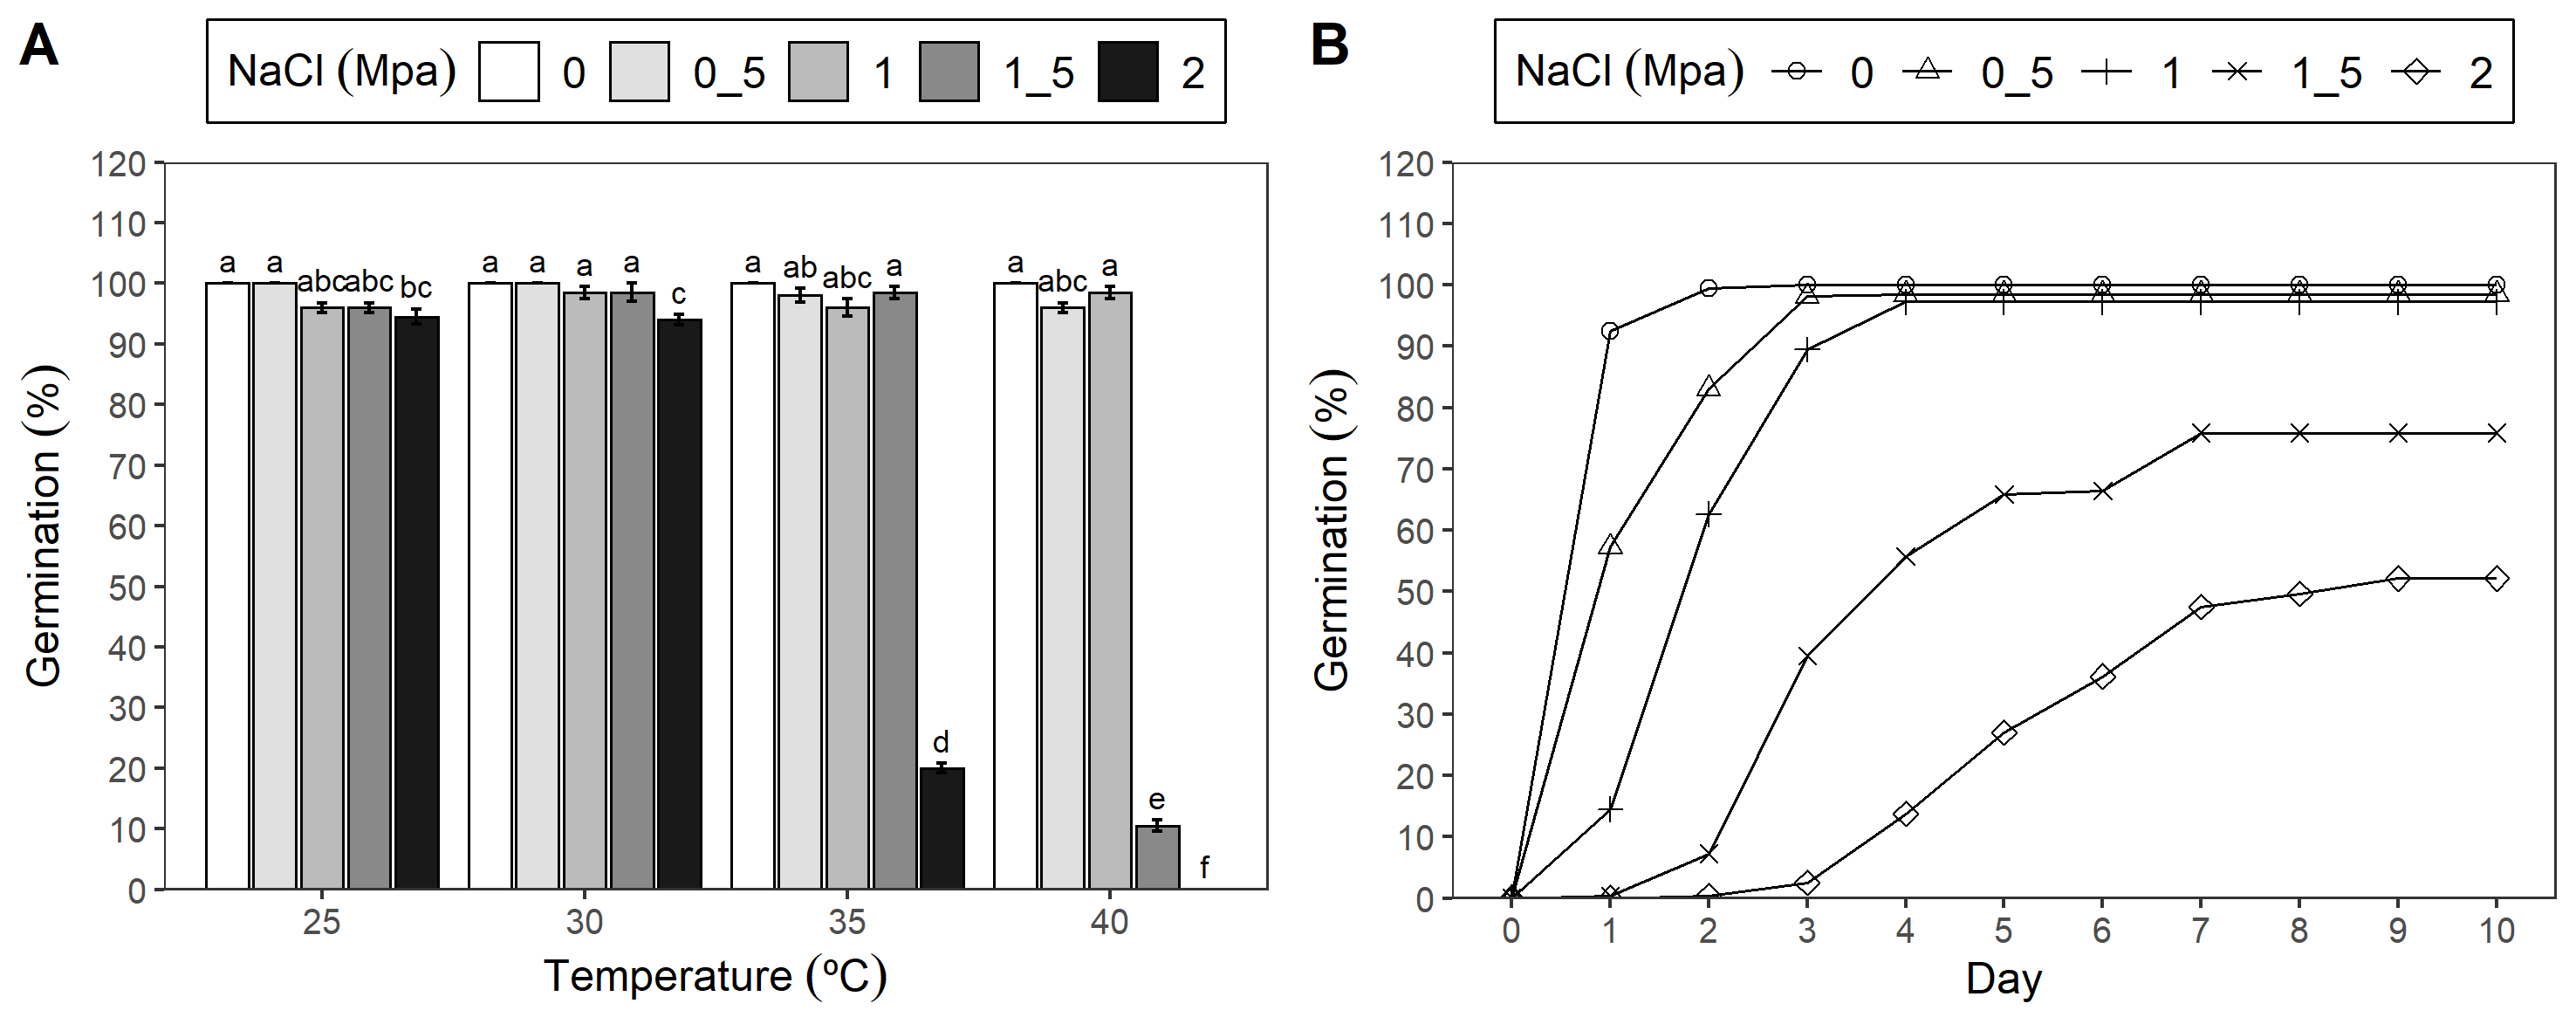 A
NaCl (Mpa) 0 0_5 1 1_5 2
120
110
100
90
80
70
60
50
40
30
20
10
0
Germination (%)
a a abc abc bc
a a a a c
a ab abc a d
a abc a e f
25 30 35 40
Temperature (ºC)
B
NaCl (Mpa) 0 0_5 1 1_5 2
120
110
100
90
80
70
60
50
40
30
20
10
0
Germination (%)
0 1 2 3 4 5 6 7 8 9 10
Day